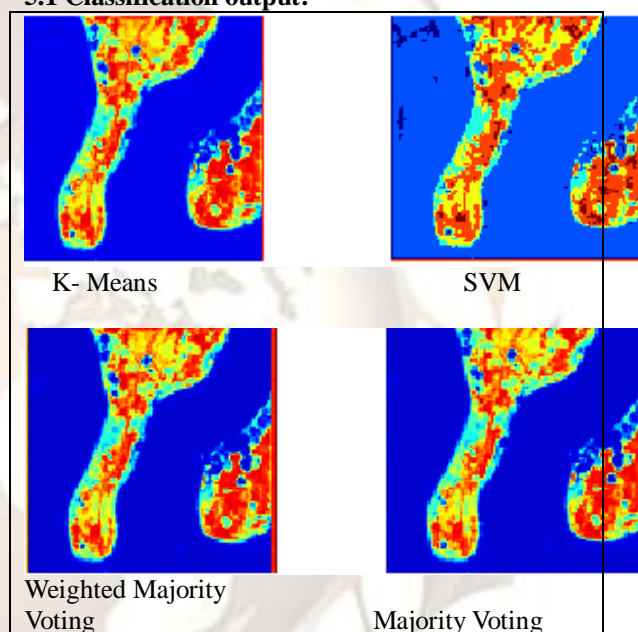 5.1 Classification output:
K- Means
SVM
Weighted Majority
Voting
Majority Voting